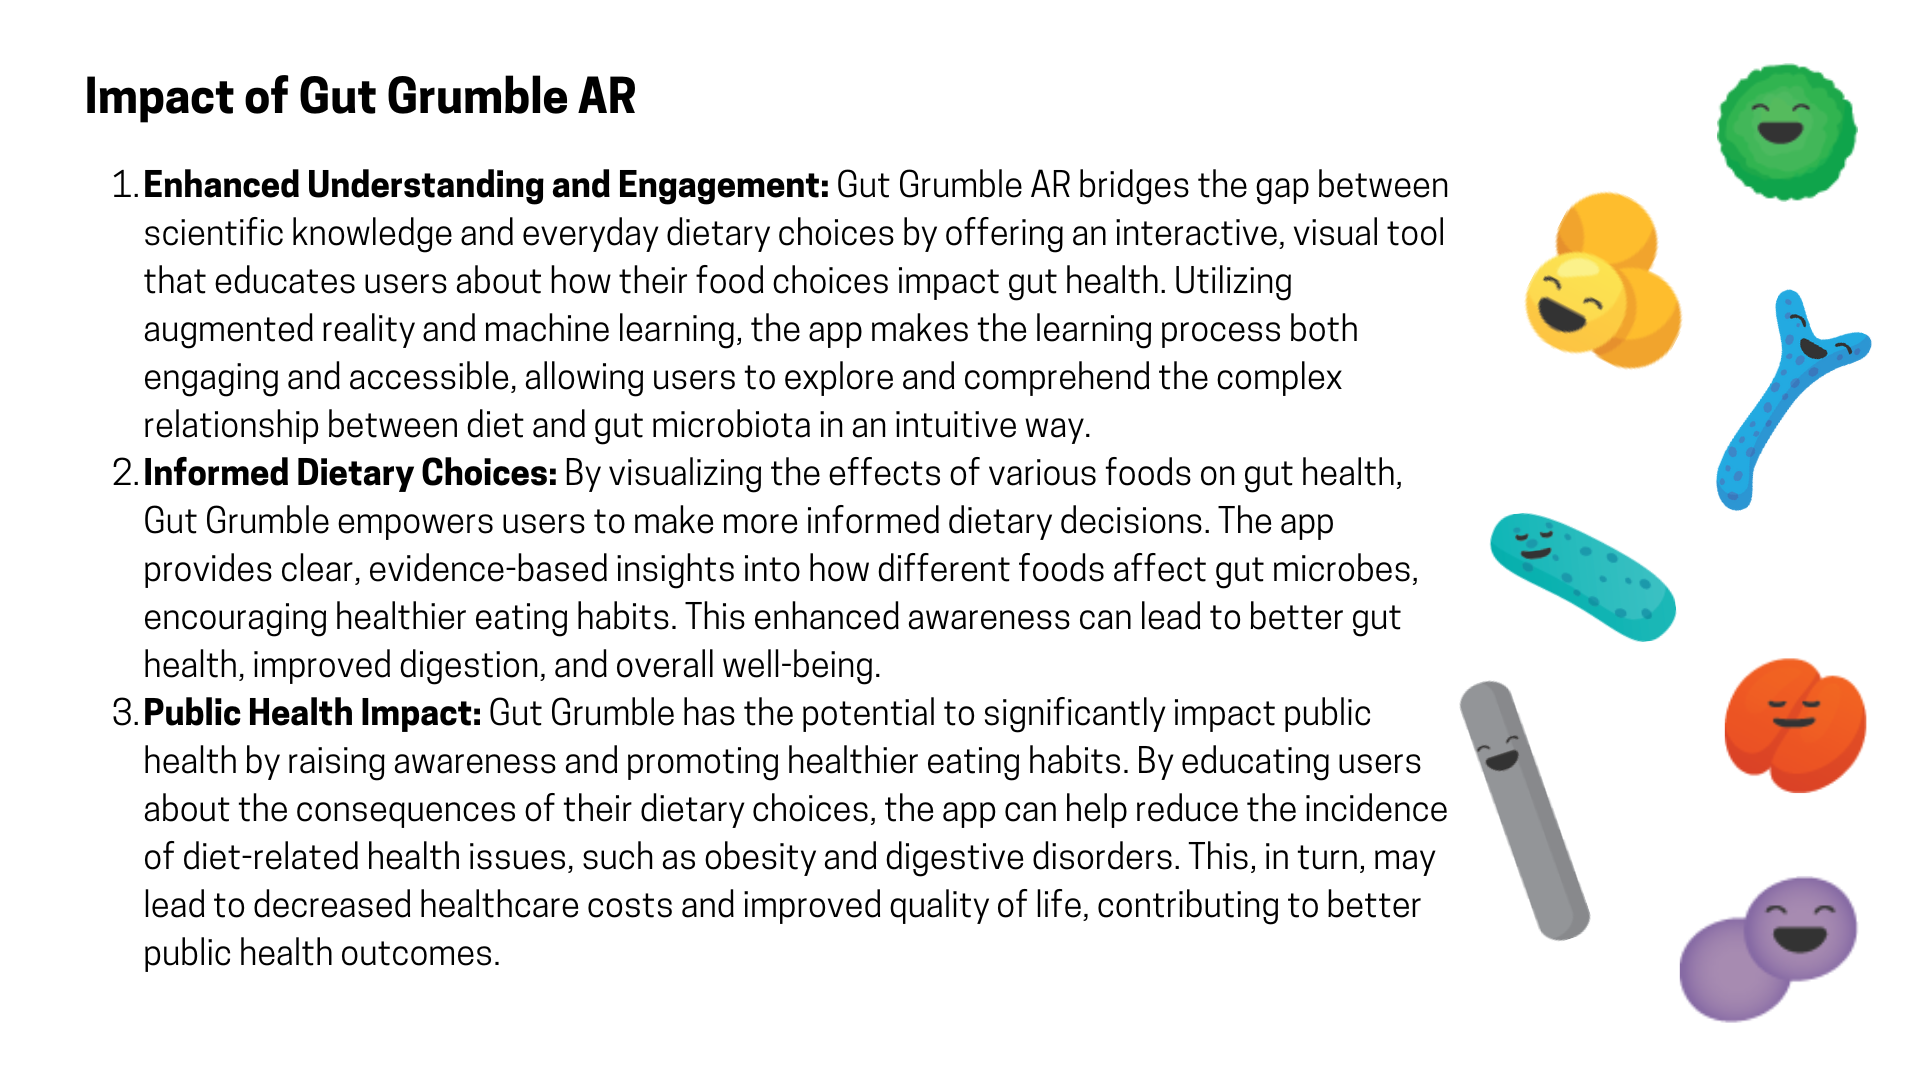 Impact of Gut Grumble AR
1. Enhanced Understanding and Engagement: Gut Grumble AR bridges the gap between
scientific knowledge and everyday dietary choices by offering an interactive, visual tool
that educates users about how their food choices impact gut health. Utilizing
augmented reality and machine learning, the app makes the learning process both
engaging and accessible, allowing users to explore and comprehend the complex
relationship between diet and gut microbiota in an intuitive way.
2. Informed Dietary Choices: By visualizing the effects of various foods on gut health,
Gut Grumble empowers users to make more informed dietary decisions. The app
provides clear, evidence-based insights into how different foods affect gut microbes,
encouraging healthier eating habits. This enhanced awareness can lead to better gut
health, improved digestion, and overall well-being.
3. Public Health Impact: Gut Grumble has the potential to significantly impact public
health by raising awareness and promoting healthier eating habits. By educating users
about the consequences of their dietary choices, the app can help reduce the incidence
of diet-related health issues, such as obesity and digestive disorders. This, in turn, may
lead to decreased healthcare costs and improved quality of life, contributing to better
public health outcomes.